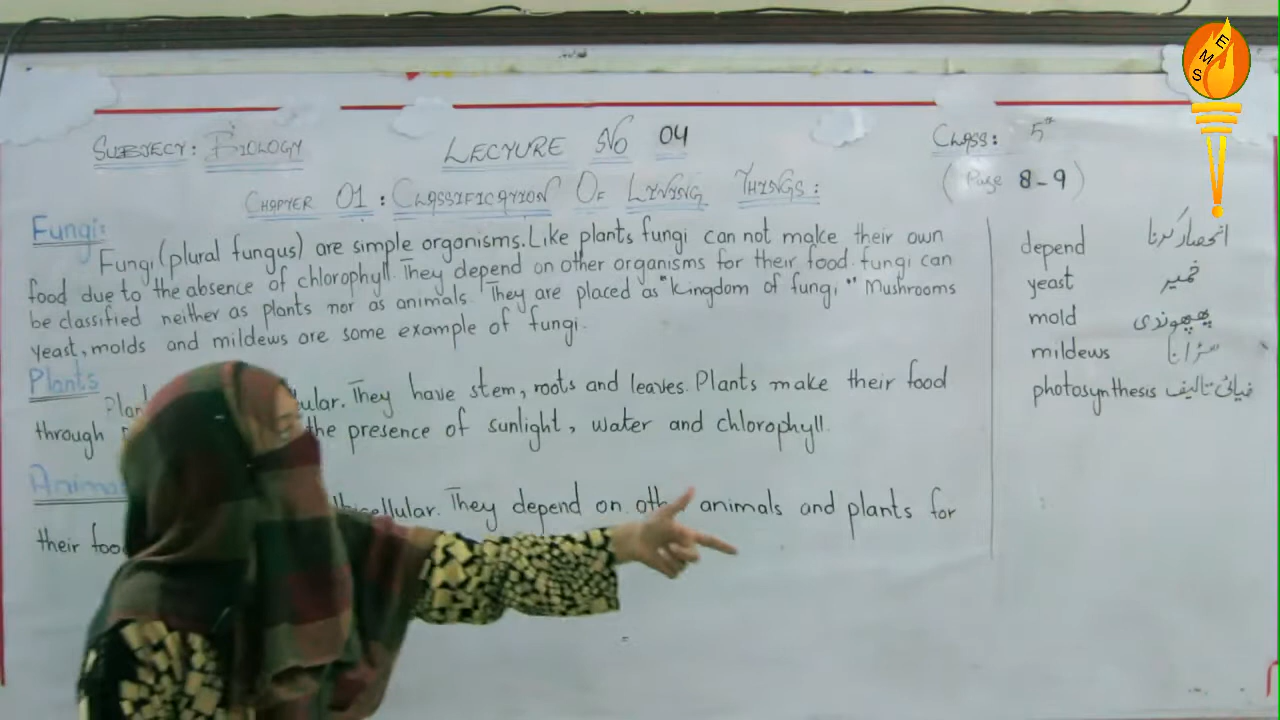 SUBJECT: BIOLOGY
LECTURE NO 04
CLASS: 5th
(Page 8-9)
CHAPTER 01: CLASSIFICATION OF LIVING THINGS:
Fungi:
Fungi (plural fungus) are simple organisms. Like plants fungi can not make their own
food due to the absence of chlorophyll. They depend on other organisms for their food. fungi can
be classified neither as plants nor as animals. They are placed as "kingdom of fungi" Mushrooms
yeast, molds and mildews are some example of fungi.
Plants
ular. They have stem, roots and leaves. Plants make their food
through the presence of sunlight, water and chlorophyll.
Anima
cellular. They depend on oth animals and plants for
their foo
depend انحصار کرنا
yeast خمیر
mold پھپھوندی
mildews سڑانا
photosynthesis ضیائی تالیف
EMS